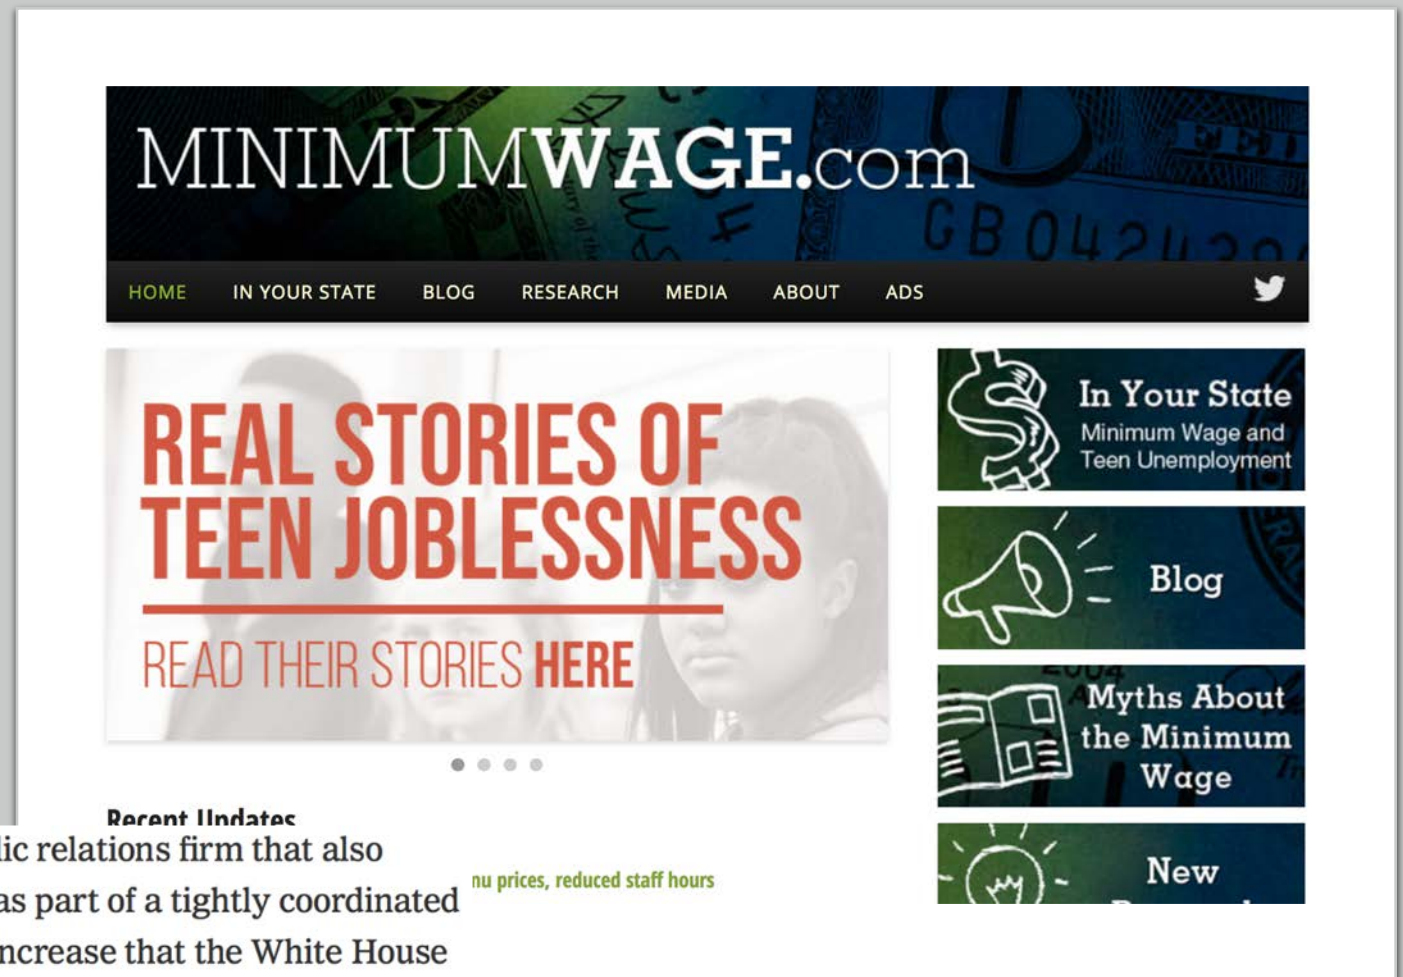 MINIMUMWAGE.com
HOME IN YOUR STATE BLOG RESEARCH MEDIA ABOUT ADS
REAL STORIES OF
TEEN JOBLESSNESS
READ THEIR STORIES HERE
In Your State
Minimum Wage and
Teen Unemployment
Blog
Myths About
the Minimum
Wage
New
Recent Updates
nu prices, reduced staff hours
lic relations firm that also
as part of a tightly coordinated
ncrease that the White House